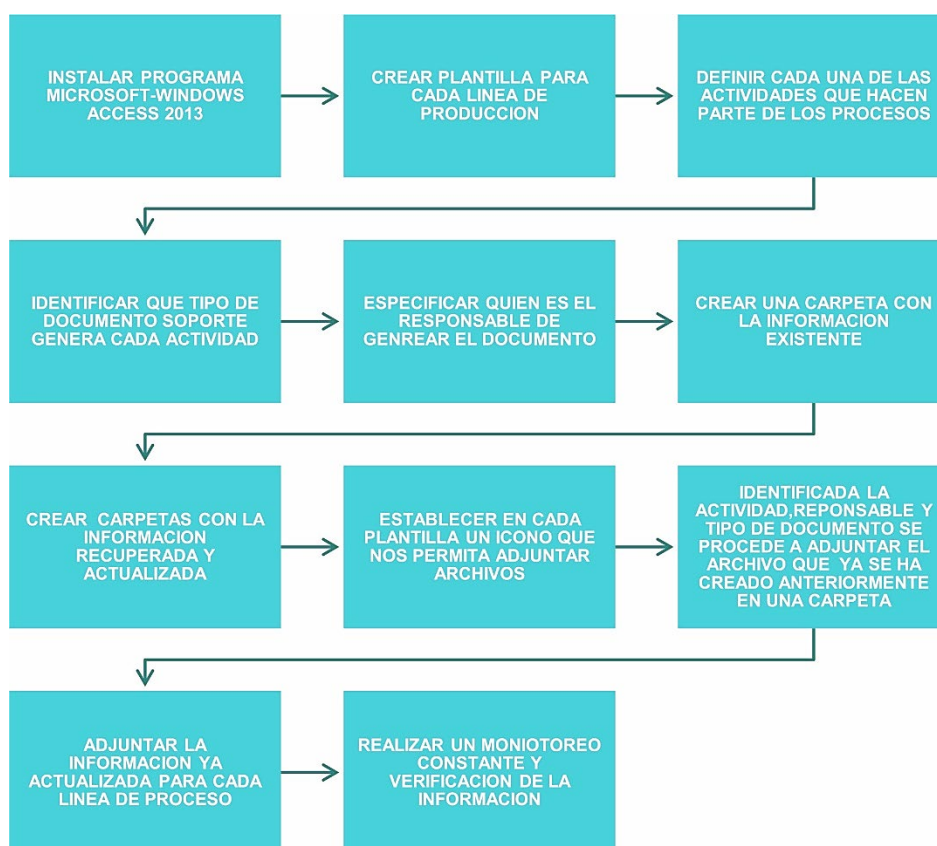 INSTALAR PROGRAMA
MICROSOFT-WINDOWS
ACCESS 2013
CREAR PLANTILLA PARA
CADA LINEA DE
PRODUCCION
DEFINIR CADA UNA DE LAS
ACTIVIDADES QUE HACEN
PARTE DE LOS PROCESOS
IDENTIFICAR QUE TIPO DE
DOCUMENTO SOPORTE
GENERA CADA ACTIVIDAD
ESPECIFICAR QUIEN ES EL
RESPONSABLE DE
GENREAR EL DOCUMENTO
CREAR UNA CARPETA CON
LA INFORMACION
EXISTENTE
CREAR CARPETAS CON LA
INFORMACION
RECUPERADA Y
ACTUALIZADA
ESTABLECER EN CADA
PLANTILLA UN ICONO QUE
NOS PERMITA ADJUNTAR
ARCHIVOS
IDENTIFICADA LA
ACTIVIDAD,REPONSABLE Y
TIPO DE DOCUMENTO SE
PROCEDE A ADJUNTAR EL
ARCHIVO QUE YA SE HA
CREADO ANTERIORMENTE
EN UNA CARPETA
ADJUNTAR LA
INFORMACION YA
ACTUALIZADA PARA CADA
LINEA DE PROCESO
REALIZAR UN MONIOTOREO
CONSTANTE Y
VERIFICACION DE LA
INFORMACION